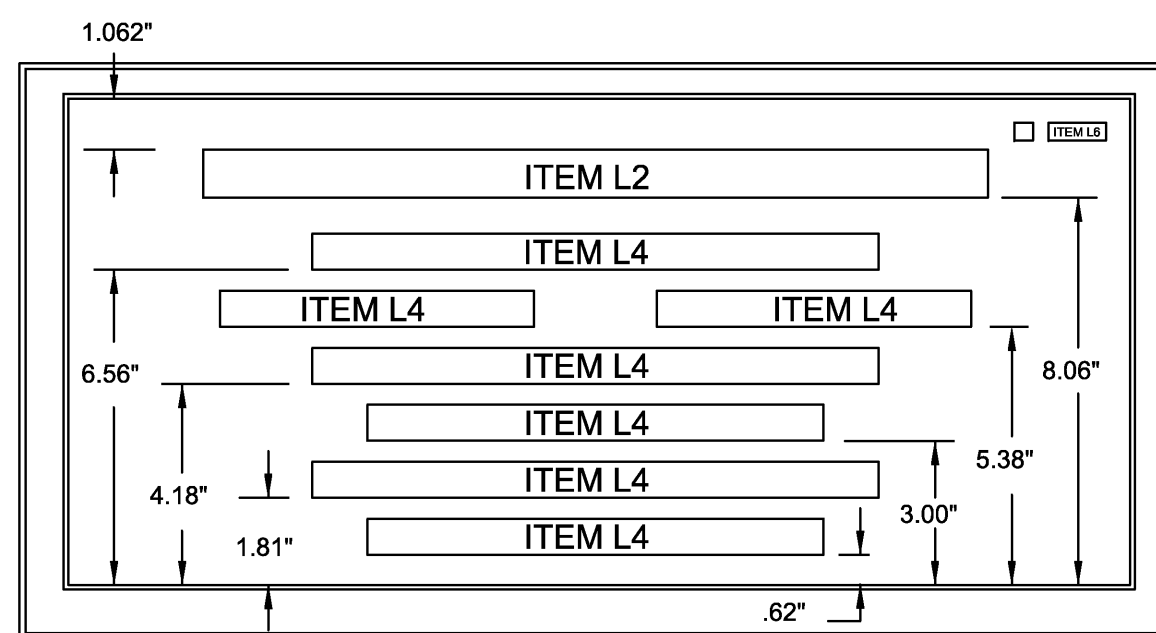 1.062"
ITEM L6
ITEM L2
ITEM L4
ITEM L4 ITEM L4
6.56" ITEM L4 8.06"
ITEM L4
5.38"
4.18" ITEM L4
3.00"
1.81" ITEM L4
.62"